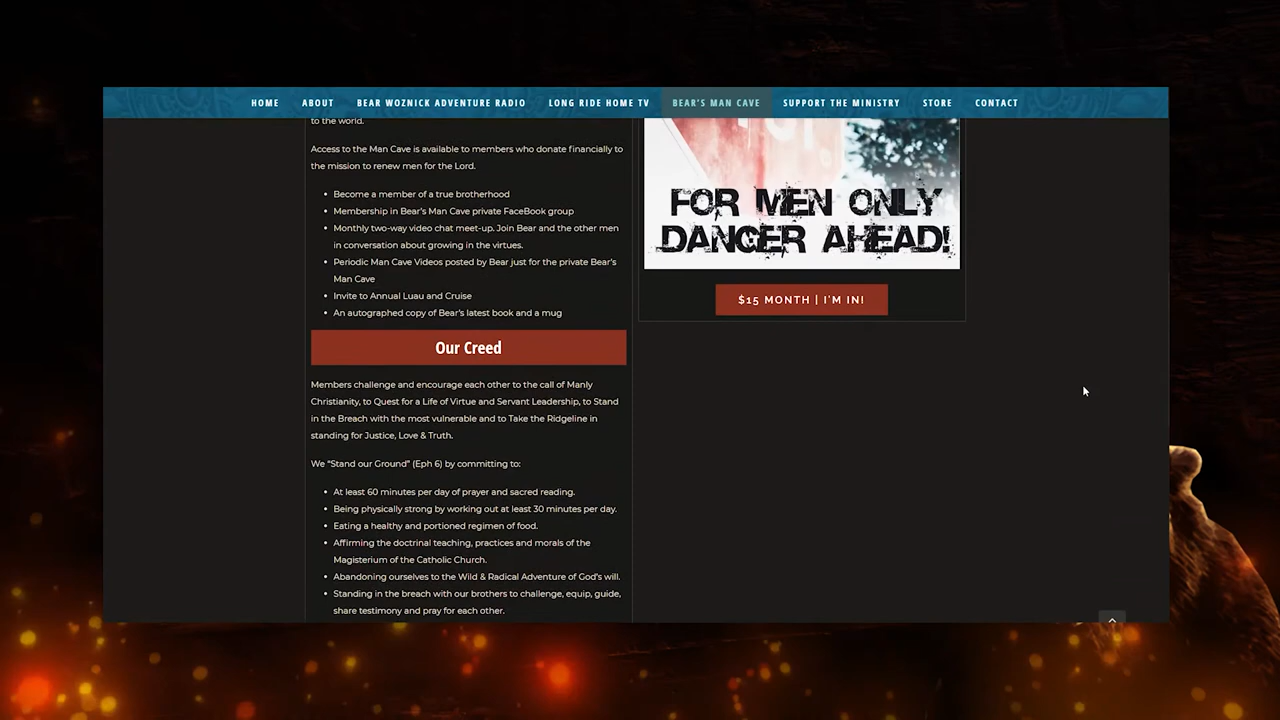 HOME ABOUT BEAR WOZNICK ADVENTURE RADIO LONG RIDE HOME TV BEAR'S MAN CAVE SUPPORT THE MINISTRY STORE CONTACT
to the world.
Access to the Man Cave is available to members who donate financially to
the mission to renew men for the Lord.
• Become a member of a true brotherhood
• Membership in Bear's Man Cave private FaceBook group
• Monthly two-way video chat meet-up. Join Bear and the other men
in conversation about growing in the virtues.
• Periodic Man Cave Videos posted by Bear just for the private Bear's
Man Cave
• Invite to Annual Luau and Cruise
• An autographed copy of Bear's latest book and a mug
Our Creed
Members challenge and encourage each other to the call of Manly
Christianity, to Quest for a Life of Virtue and Servant Leadership, to Stand
in the Breach with the most vulnerable and to Take the Ridgeline in
standing for Justice, Love & Truth.
We “Stand our Ground” (Eph 6) by committing to:
• At least 60 minutes per day of prayer and sacred reading.
• Being physically strong by working out at least 30 minutes per day.
• Eating a healthy and portioned regimen of food.
• Affirming the doctrinal teaching, practices and morals of the
Magisterium of the Catholic Church.
• Abandoning ourselves to the Wild & Radical Adventure of God's will.
• Standing in the breach with our brothers to challenge, equip, guide,
share testimony and pray for each other.
FOR MEN ONLY
DANGER AHEAD!
$15 MONTH | I'M IN!